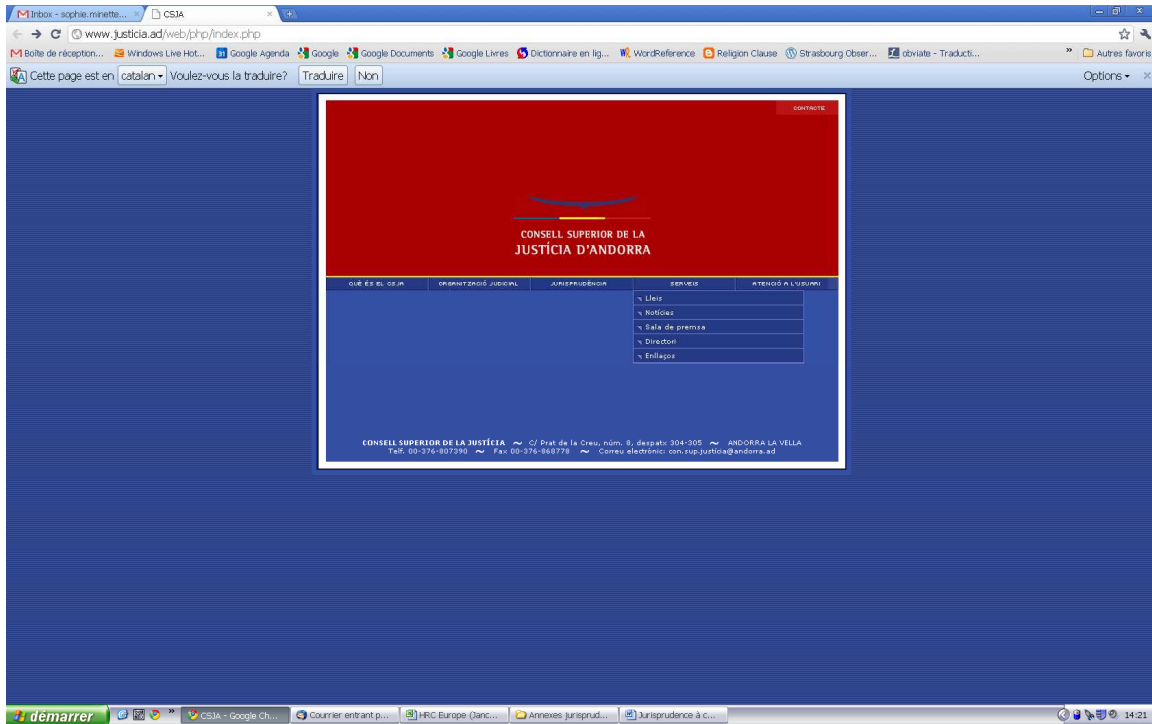 Inbox - sophie.minette...
CSJA
www.justicia.ad/web/php/index.php
Boîte de réception... Windows Live Hot... Google Agenda Google Google Documents Google Livres Dictionnaire en lig... WordReference Religion Clause Strasbourg Obser... obviate - Traducti... » Autres favoris
Cette page est en catalan Voulez-vous la traduire? Traduire Non Options
CONTACTE
CONSELL SUPERIOR DE LA
JUSTÍCIA D'ANDORRA
QUÈ ÉS EL CSJA ORGANITZACIÓ JUDICIAL JURISPRUDÈNCIA SERVEIS ATENCIÓ A L'USUARI
Lleis
Notícies
Sala de premsa
Directori
Enllaços
CONSELL SUPERIOR DE LA JUSTÍCIA ~ C/ Prat de la Creu, núm. 8, despatx 304-305 ~ ANDORRA LA VELLA
Telf. 00-376-807390 ~ Fax 00-376-868778 ~ Correu electrònic: con.sup.justicia@andorra.ad
démarrer » CSJA - Google Ch... Courrier entrant p... HRC Europe (Janc... Annexes jurisprud... Jurisprudence à c... 14:21